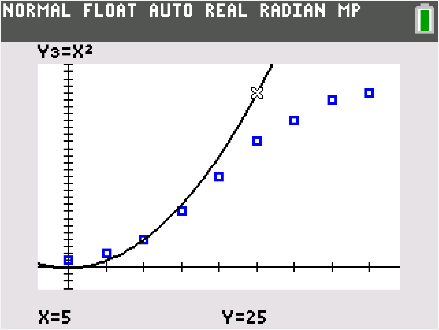 NORMAL FLOAT AUTO REAL RADIAN MP
Y₃=X²
X=5 Y=25